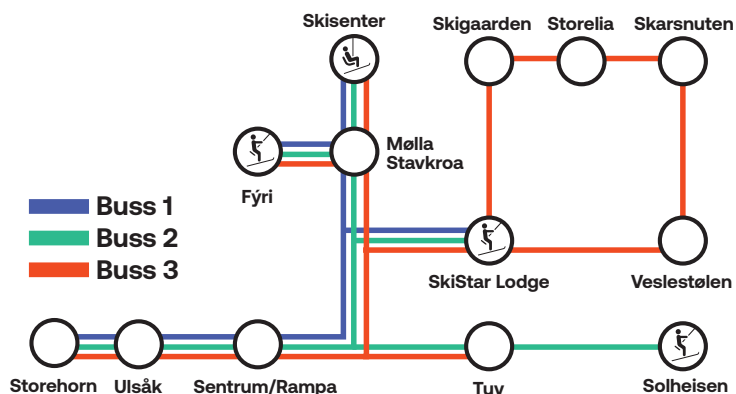 Skisenter
Skigaarden
Storelia
Skarsnuten
Mølla
Stavkroa
Fýri
Buss 1
Buss 2
Buss 3
SkiStar Lodge
Veslestølen
Storehorn
Ulsåk
Sentrum/Rampa
Tuv
Solheisen